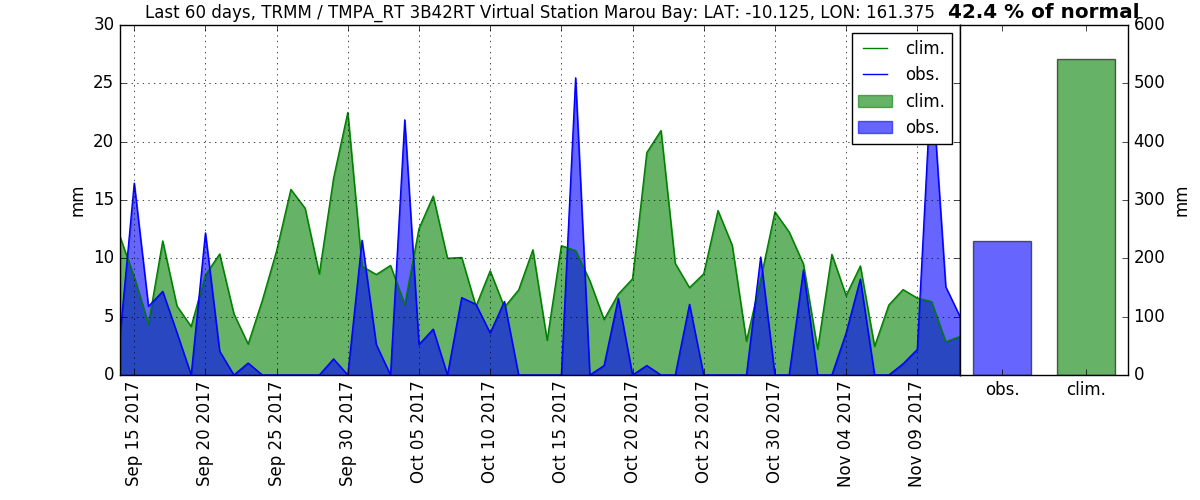 Last 60 days, TRMM / TMPA_RT 3B42RT Virtual Station Marou Bay: LAT: -10.125, LON: 161.375 42.4 % of normal
30
25
20
15
10
5
0
mm
clim.
obs.
clim.
obs.
600
500
400
300
200
100
0
mm
Sep 15 2017
Sep 20 2017
Sep 25 2017
Sep 30 2017
Oct 05 2017
Oct 10 2017
Oct 15 2017
Oct 20 2017
Oct 25 2017
Oct 30 2017
Nov 04 2017
Nov 09 2017
obs.
clim.